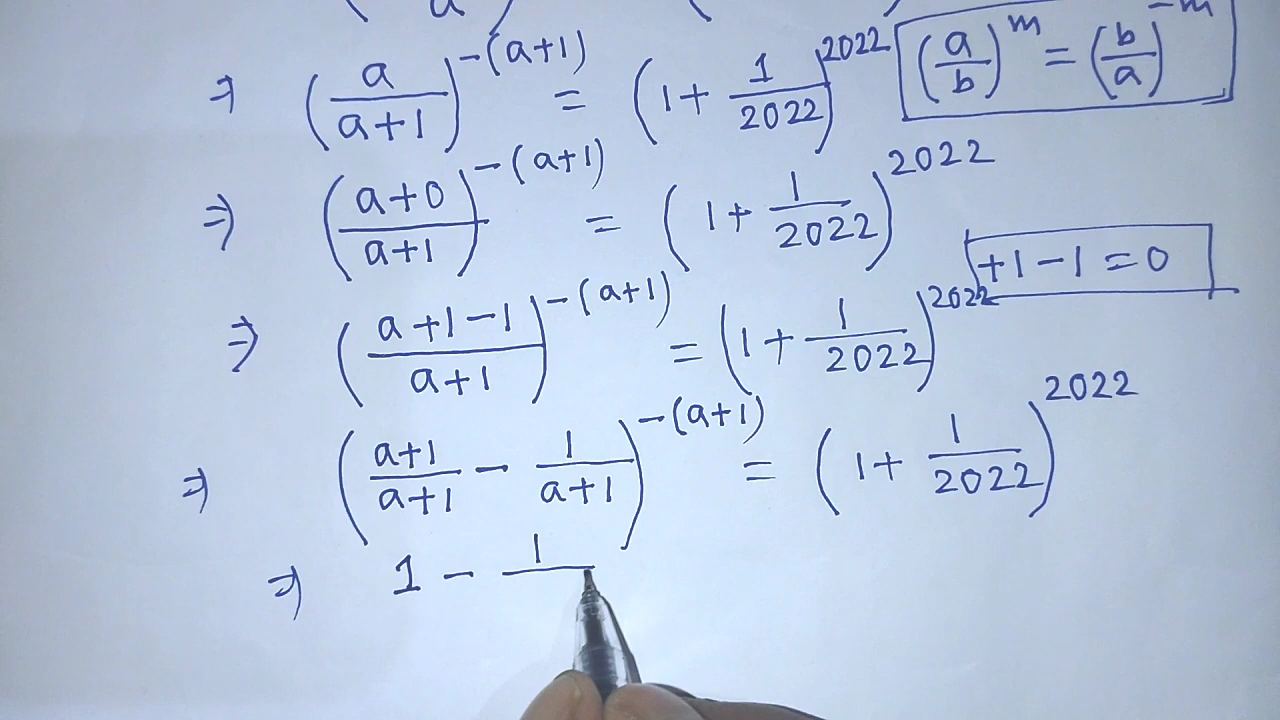 ⇒ (a/(a+1))^-(a+1) = (1 + 1/2022)^2022
(a/b)^m = (b/a)^-m
⇒ ((a+0)/(a+1))^-(a+1) = (1 + 1/2022)^2022
+1-1=0
⇒ ((a+1-1)/(a+1))^-(a+1) = (1 + 1/2022)^2022
⇒ ((a+1)/(a+1) - 1/(a+1))^-(a+1) = (1 + 1/2022)^2022
⇒ 1 - 1/